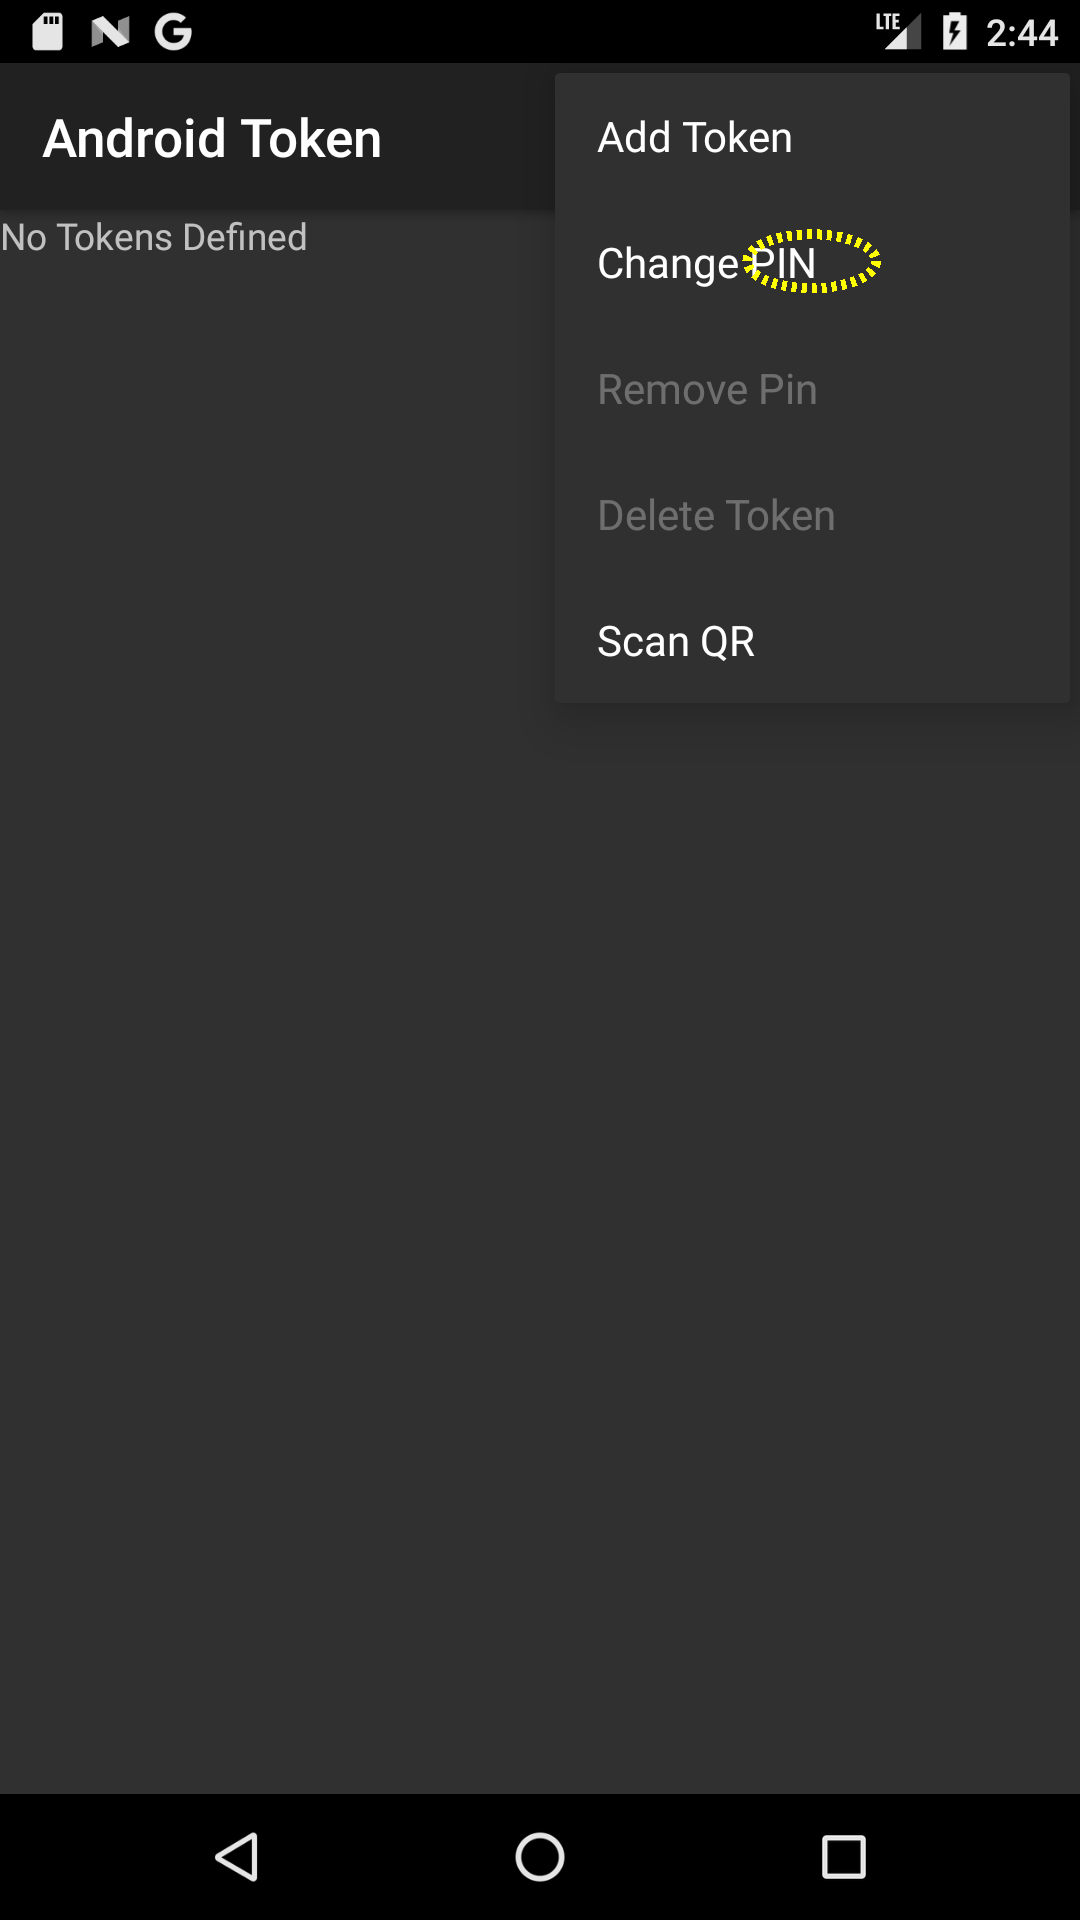 LTE 2:44
Android Token
No Tokens Defined
Add Token
Change PIN
Remove Pin
Delete Token
Scan QR